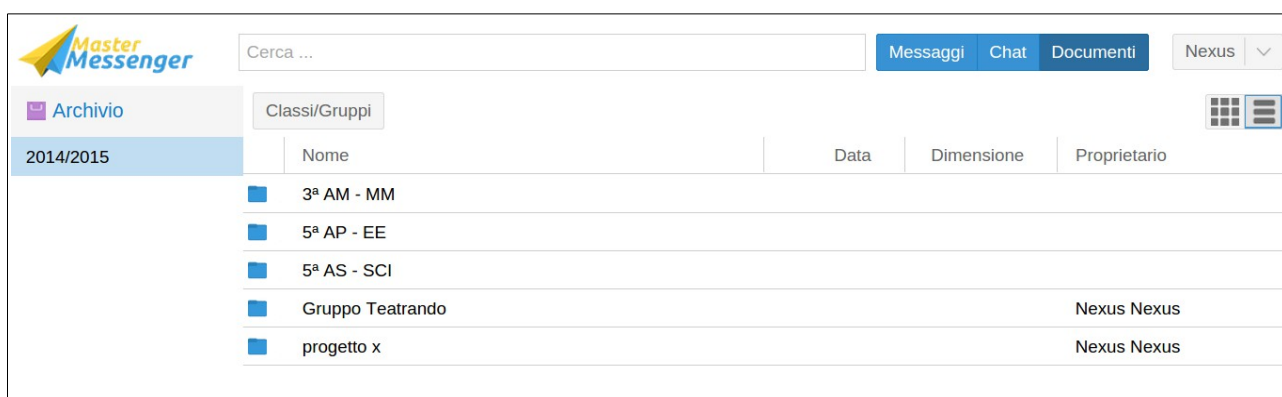 Master
Messenger
Cerca ...
Messaggi Chat Documenti
Nexus
Archivio
Classi/Gruppi
2014/2015
Nome Data Dimensione Proprietario
3ª AM - MM
5ª AP - EE
5ª AS - SCI
Gruppo Teatrando Nexus Nexus
progetto x Nexus Nexus